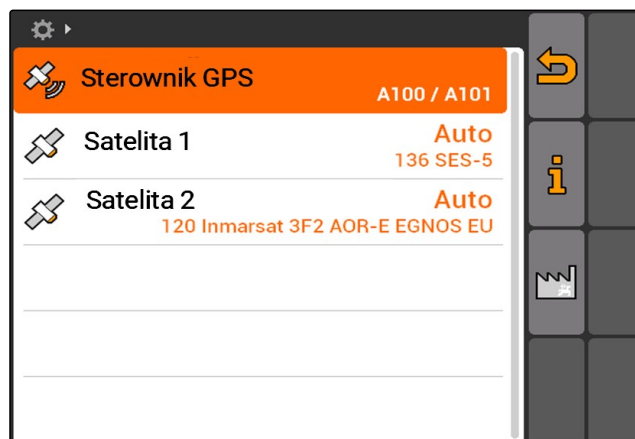 Sterownik GPS
A100 / A101
Satelita 1
Auto
136 SES-5
Satelita 2
Auto
120 Inmarsat 3F2 AOR-E EGNOS EU